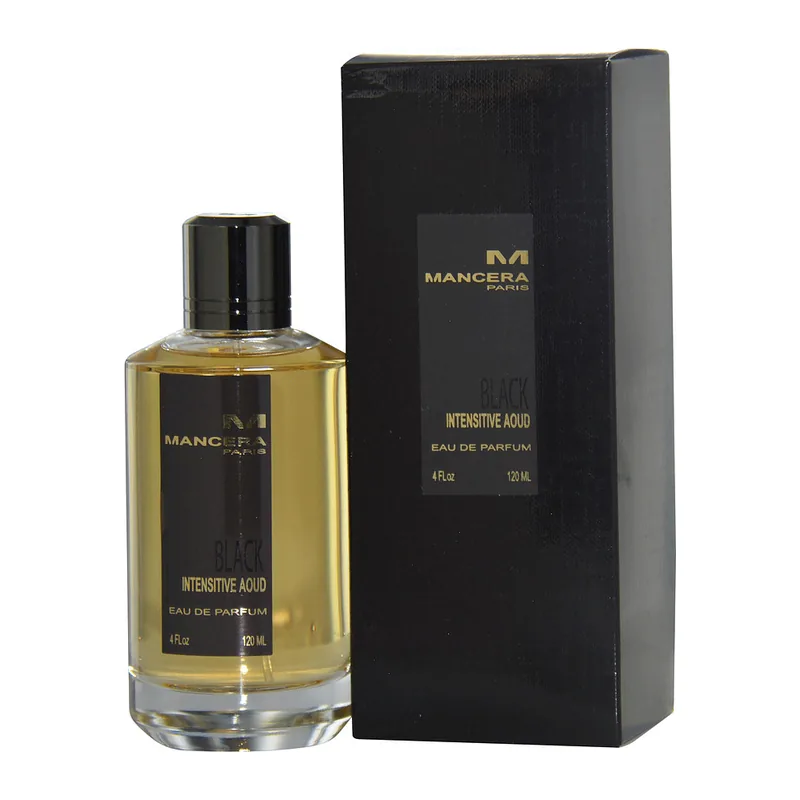 M
MANCERA
PARIS
BLACK
INTENSITIVE AOUD
EAU DE PARFUM
4 FLoz 120 ML
M
MANCERA
PARIS
BLACK
INTENSITIVE AOUD
EAU DE PARFUM
4 FLoz 120 ML